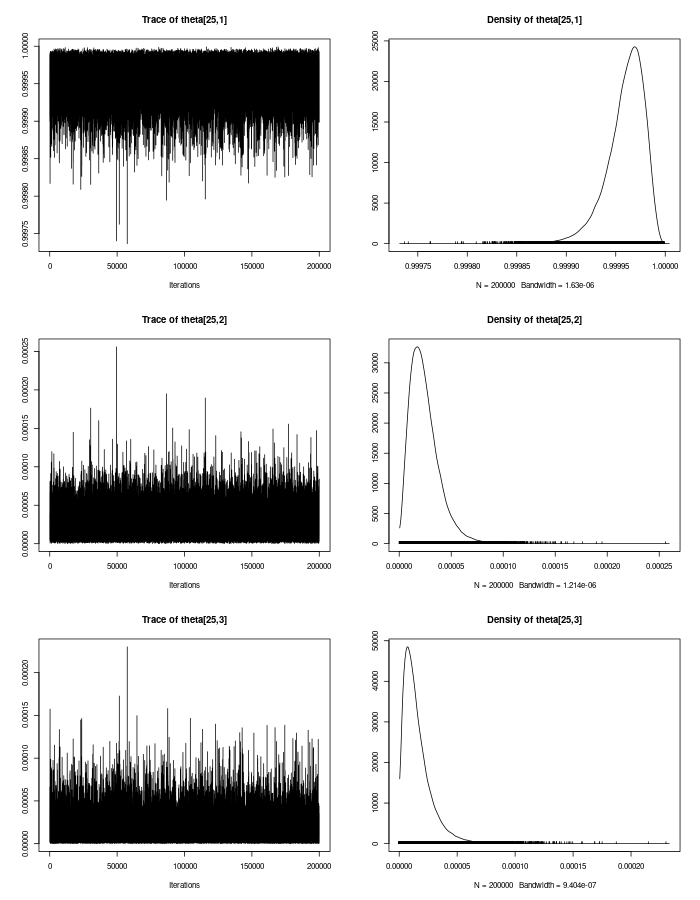 Trace of theta[25,1]
1.00000
0.99995
0.99990
0.99985
0.99980
0.99975
0 50000 100000 150000 200000
Iterations
Density of theta[25,1]
25000
20000
15000
10000
5000
0
0.99975 0.99980 0.99985 0.99990 0.99995 1.00000
N = 200000 Bandwidth = 1.63e-06
Trace of theta[25,2]
0.00025
0.00020
0.00015
0.00010
0.00005
0.00000
0 50000 100000 150000 200000
Iterations
Density of theta[25,2]
30000
25000
20000
15000
10000
5000
0
0.00000 0.00005 0.00010 0.00015 0.00020 0.00025
N = 200000 Bandwidth = 1.214e-06
Trace of theta[25,3]
0.00020
0.00015
0.00010
0.00005
0.00000
0 50000 100000 150000 200000
Iterations
Density of theta[25,3]
50000
40000
30000
20000
10000
0
0.00000 0.00005 0.00010 0.00015 0.00020
N = 200000 Bandwidth = 9.404e-07